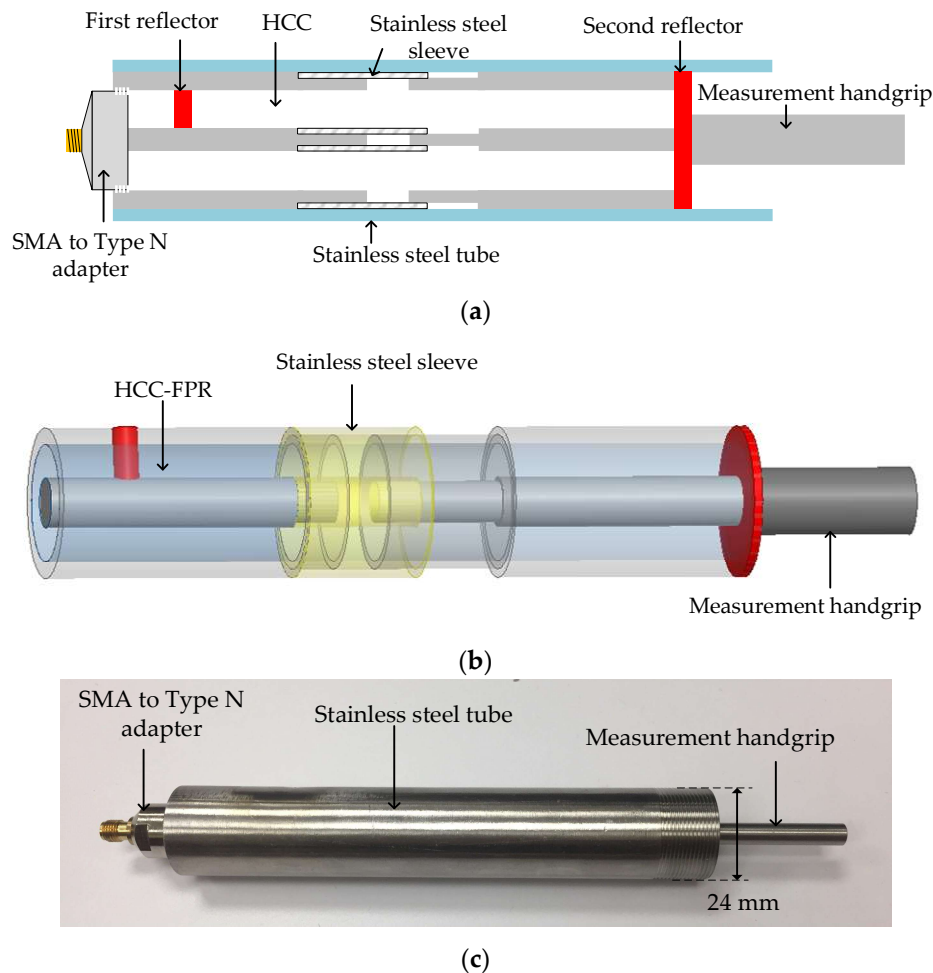 First reflector
HCC
Stainless steel
sleeve
Second reflector
Measurement handgrip
SMA to Type N
adapter
Stainless steel tube
(a)
Stainless steel sleeve
HCC-FPR
Measurement handgrip
(b)
SMA to Type N
adapter
Stainless steel tube
Measurement handgrip
24 mm
(c)